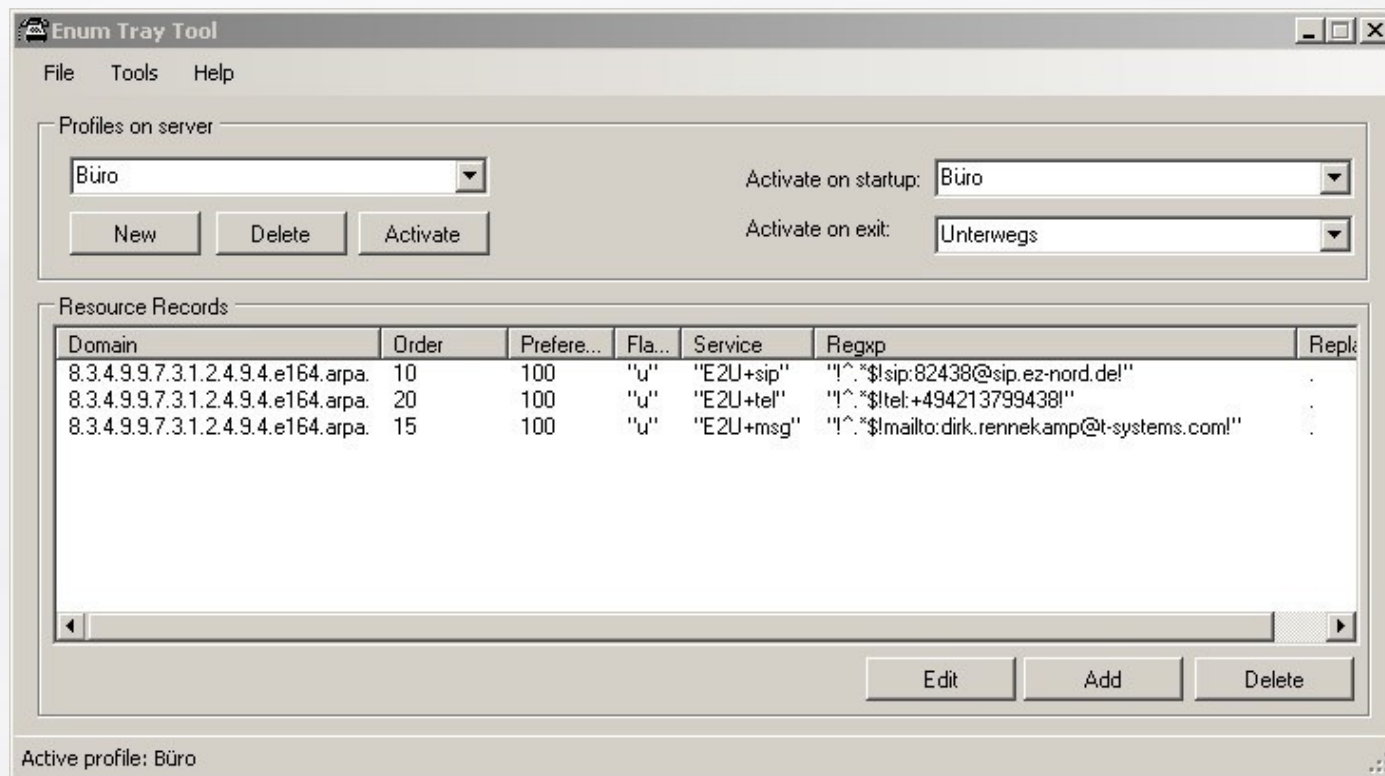 Enum Tray Tool
File Tools Help
Profiles on server
Büro
Activate on startup: Büro
New Delete Activate
Activate on exit: Unterwegs
Resource Records
Domain Order Prefere... Fla... Service Regxp Repla
8.3.4.9.9.7.3.1.2.4.9.4.e164.arpa. 10 100 "u" "E2U+sip" "!^.*$!sip:82438@sip.ez-nord.de!" .
8.3.4.9.9.7.3.1.2.4.9.4.e164.arpa. 20 100 "u" "E2U+tel" "!^.*$!tel:+494213799438!" .
8.3.4.9.9.7.3.1.2.4.9.4.e164.arpa. 15 100 "u" "E2U+msg" "!^.*$!mailto:dirk.rennekamp@t-systems.com!" .
Edit Add Delete
Active profile: Büro